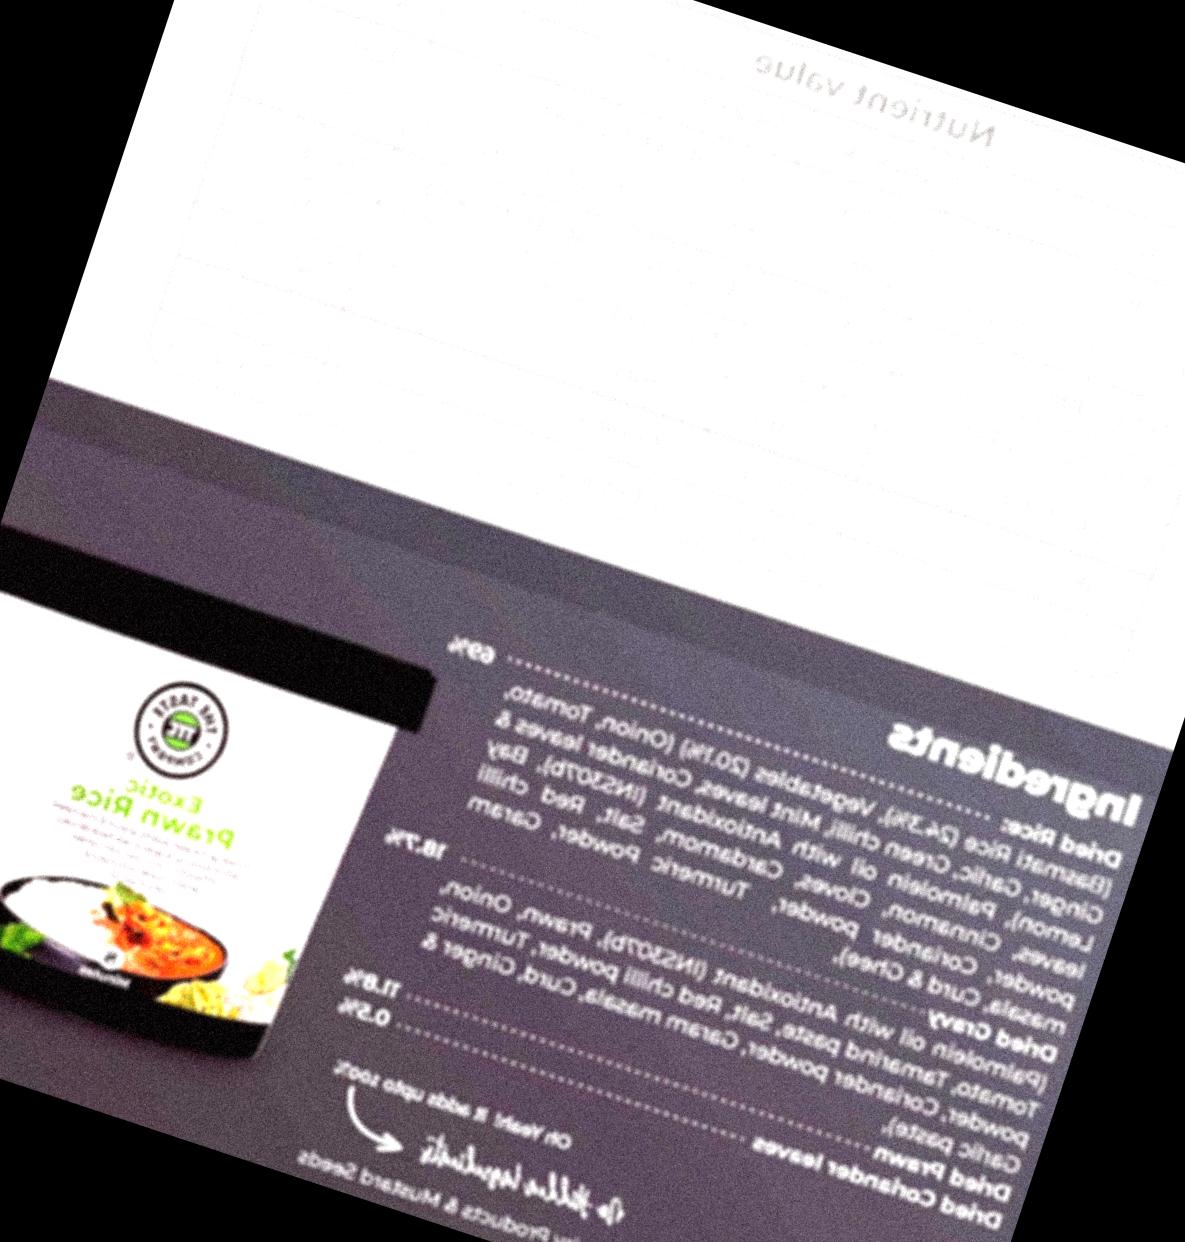 Nutrient value
Ingredients
Dried Rice: 69%
(Basmati Rice (24.3%), Vegetables (20.1%) (Onion, Tomato,
Ginger, Garlic, Green chilli, Mint leaves, Coriander leaves &
Lemon), Palmolein oil with Antioxidant (INS307b), Bay
leaves, Cinnamon, Cloves, Cardamom, Salt, Red chilli
powder, Coriander powder, Turmeric Powder, Garam
masala, Curd & Ghee).
Dried Gravy 18.7%
(Palmolein oil with Antioxidant (INS307b), Prawn, Onion,
Tomato, Tamarind paste, Salt, Red chilli powder, Turmeric
powder, Coriander powder, Garam masala, Curd, Ginger &
Garlic paste).
Dried Prawn 11.8%
Dried Coriander leaves 0.5%
Oh Yeah! It adds upto 100%
Products & Mustard Seeds
THE TASTE
COMPANY
TTC
Exotic
Prawn Rice